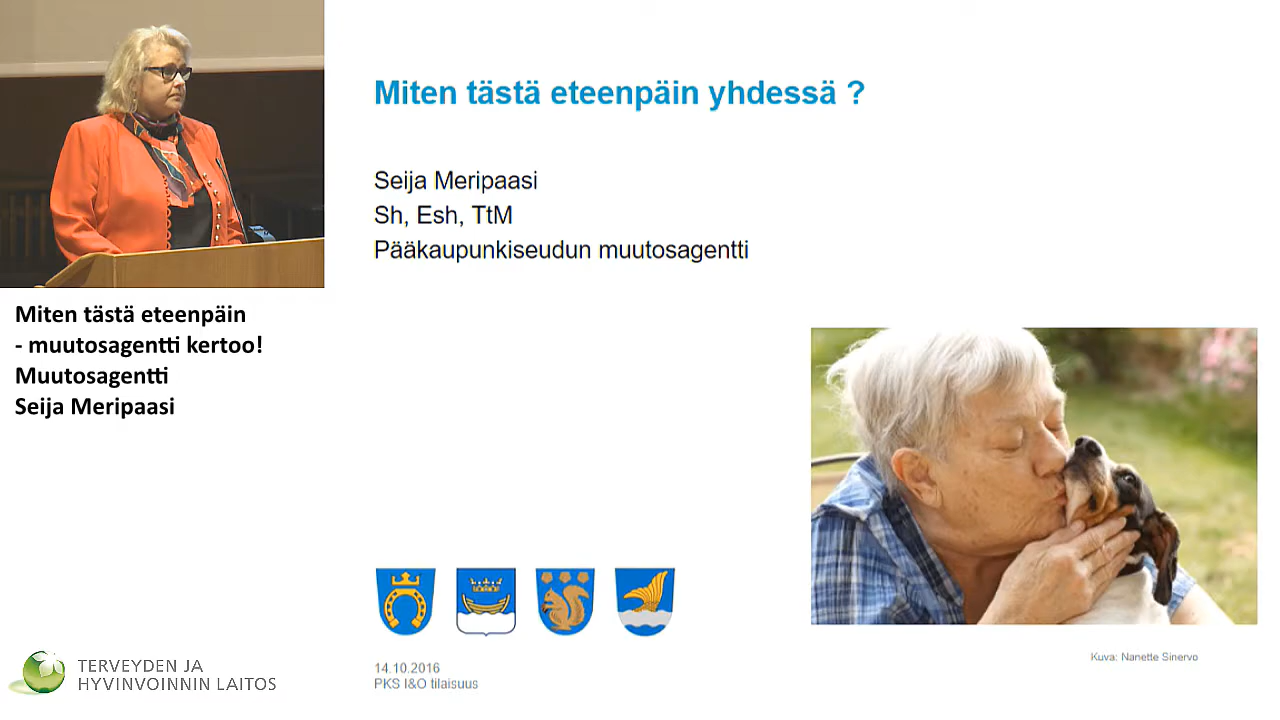 Miten tästä eteenpäin yhdessä ?
Seija Meripaasi
Sh, Esh, TtM
Pääkaupunkiseudun muutosagentti
Miten tästä eteenpäin
- muutosagentti kertoo!
Muutosagentti
Seija Meripaasi
TERVEYDEN JA
HYVINVOINNIN LAITOS
14.10.2016
PKS I&O tilaisuus
Kuva: Nanette Sinervo